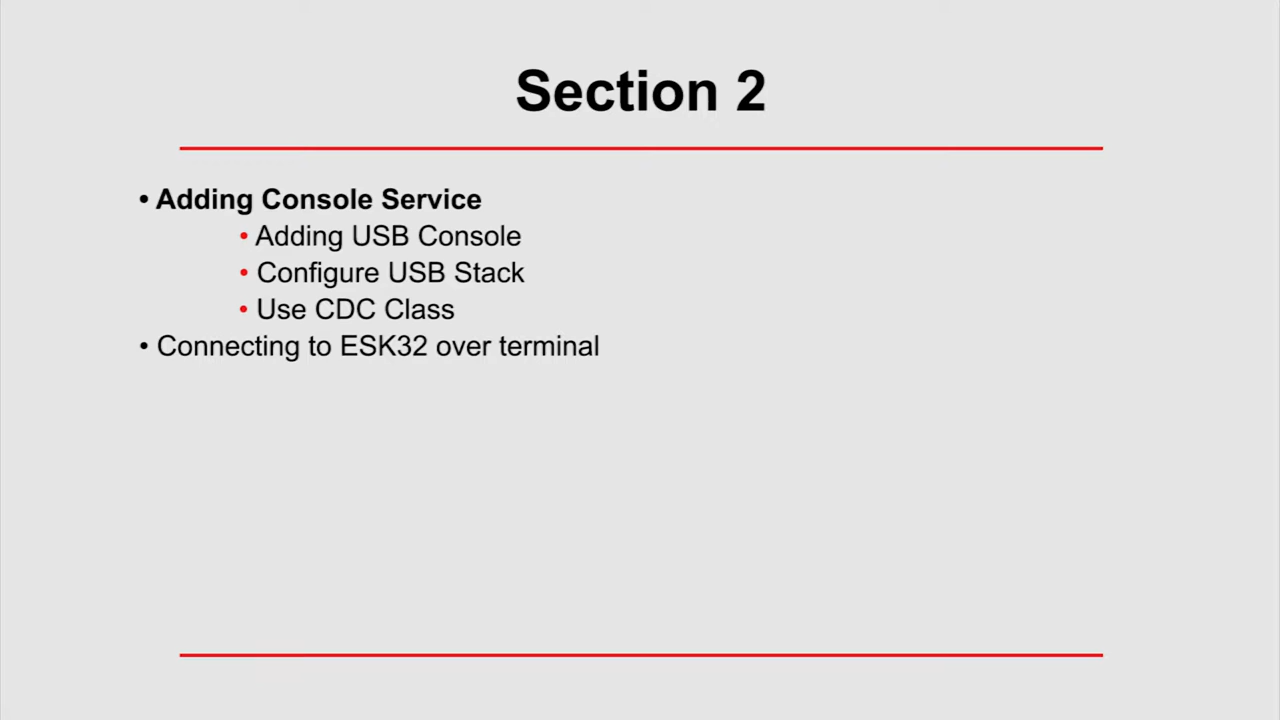 Section 2
• Adding Console Service
• Adding USB Console
• Configure USB Stack
• Use CDC Class
• Connecting to ESK32 over terminal